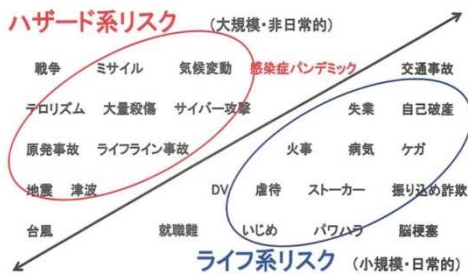 ハザード系リスク (大規模・非日常的)
戦争 ミサイル 気候変動 感染症パンデミック 交通事故
テロリズム 大量殺傷 サイバー攻撃 失業 自己破産
原発事故 ライフライン事故 火事 病気 ケガ
地震 津波 DV 虐待 ストーカー 振り込め詐欺
台風 就職難 いじめ パワハラ 脳梗塞
ライフ系リスク (小規模・日常的)